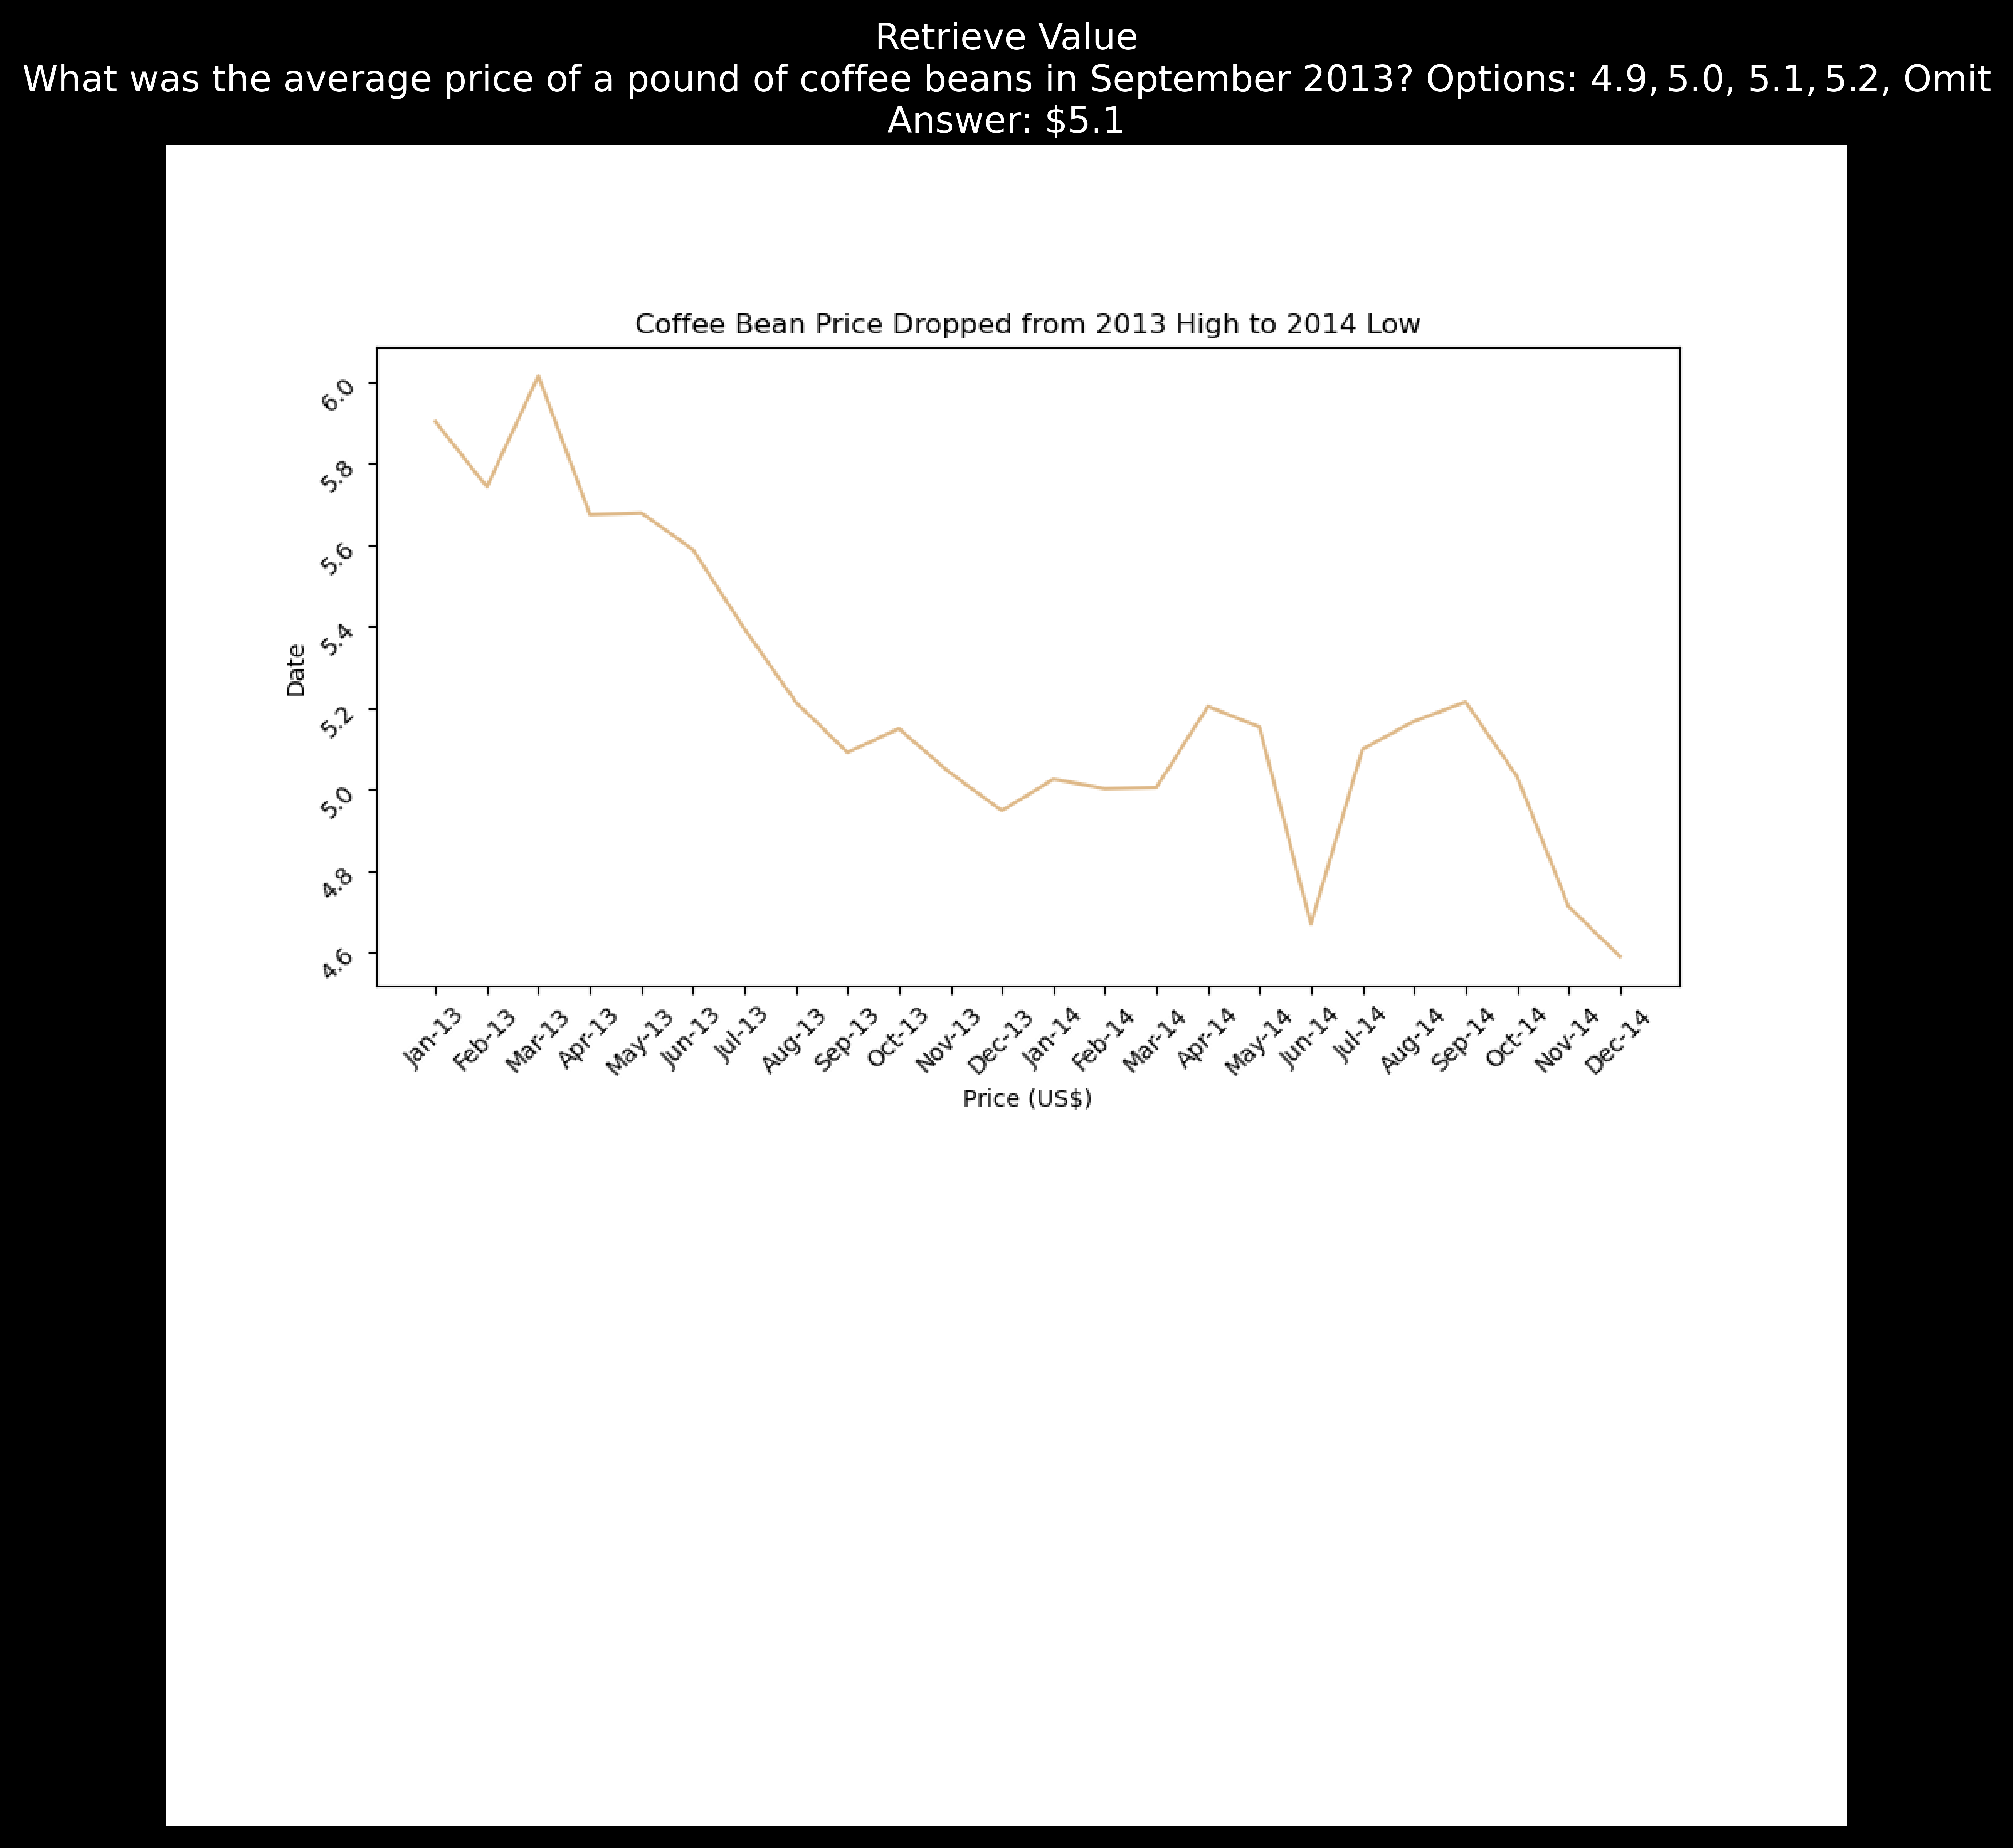 Retrieve Value
What was the average price of a pound of coffee beans in September 2013? Options: 4.9, 5.0, 5.1, 5.2, Omit
Answer: $5.1
Coffee Bean Price Dropped from 2013 High to 2014 Low
6.0
5.8
5.6
5.4
5.2
5.0
4.8
4.6
Date
Jan-13 Feb-13 Mar-13 Apr-13 May-13 Jun-13 Jul-13 Aug-13 Sep-13 Oct-13 Nov-13 Dec-13 Jan-14 Feb-14 Mar-14 Apr-14 May-14 Jun-14 Jul-14 Aug-14 Sep-14 Oct-14 Nov-14 Dec-14
Price (US$)